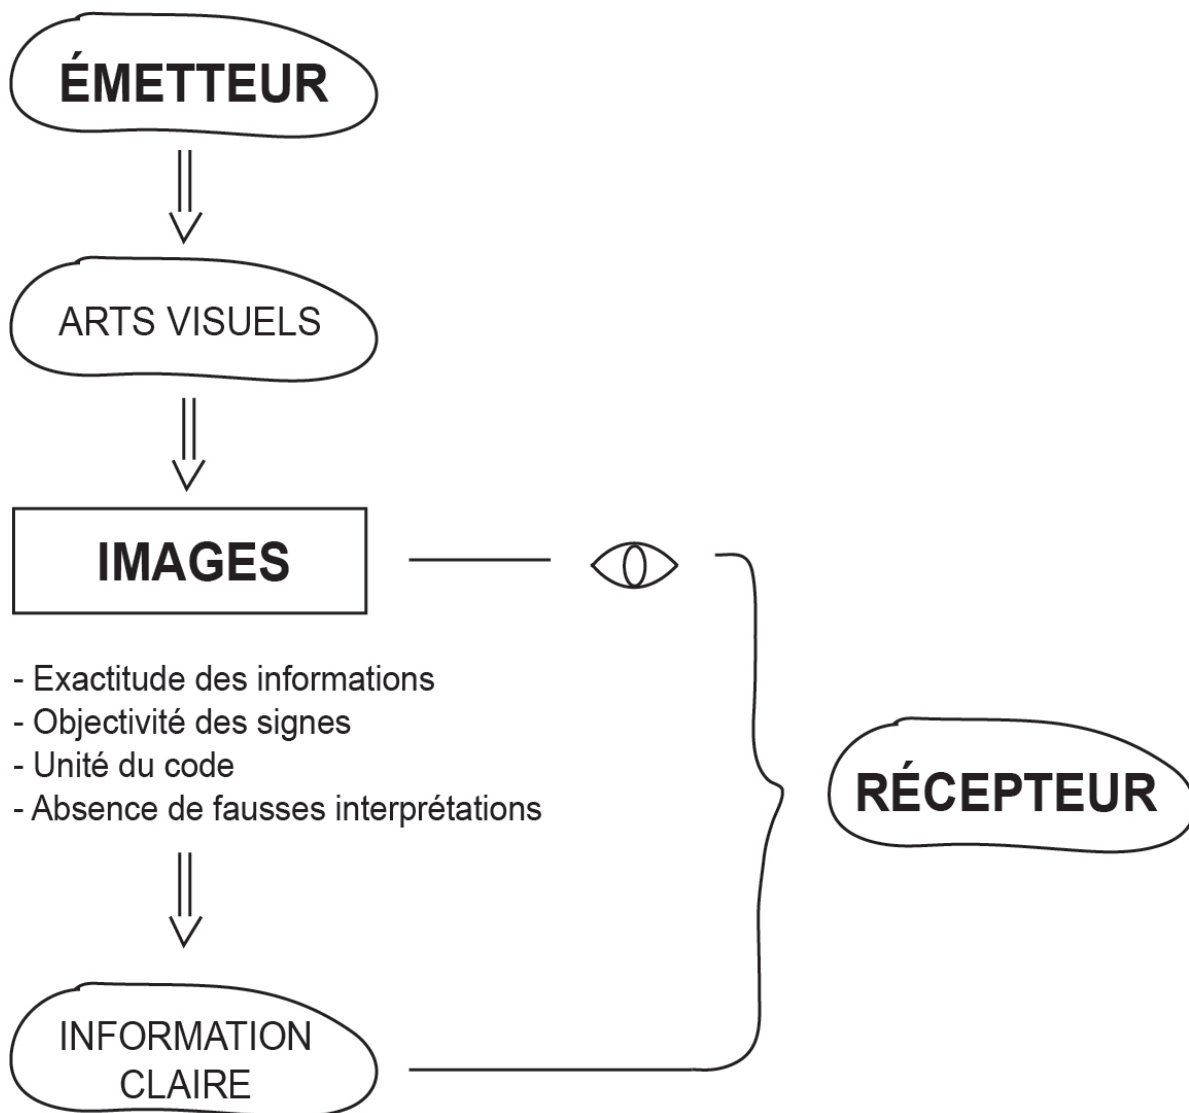 ÉMETTEUR
ARTS VISUELS
IMAGES
- Exactitude des informations
- Objectivité des signes
- Unité du code
- Absence de fausses interprétations
RÉCEPTEUR
INFORMATION
CLAIRE